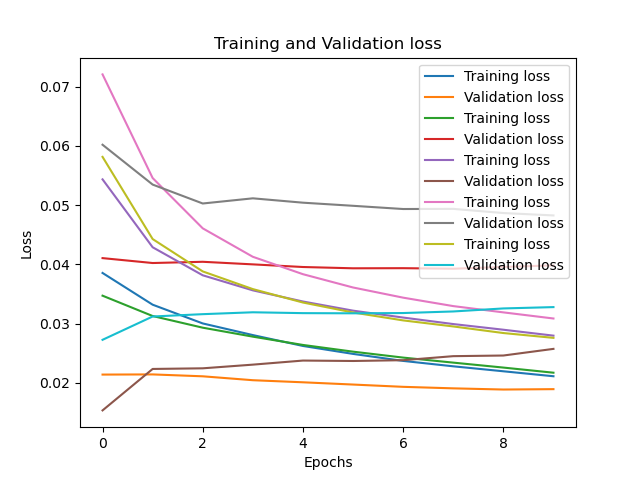 Training and Validation loss
Training loss
Validation loss
Training loss
Validation loss
Training loss
Validation loss
Training loss
Validation loss
Training loss
Validation loss
0.07
0.06
0.05
0.04
0.03
0.02
Loss
0 2 4 6 8
Epochs